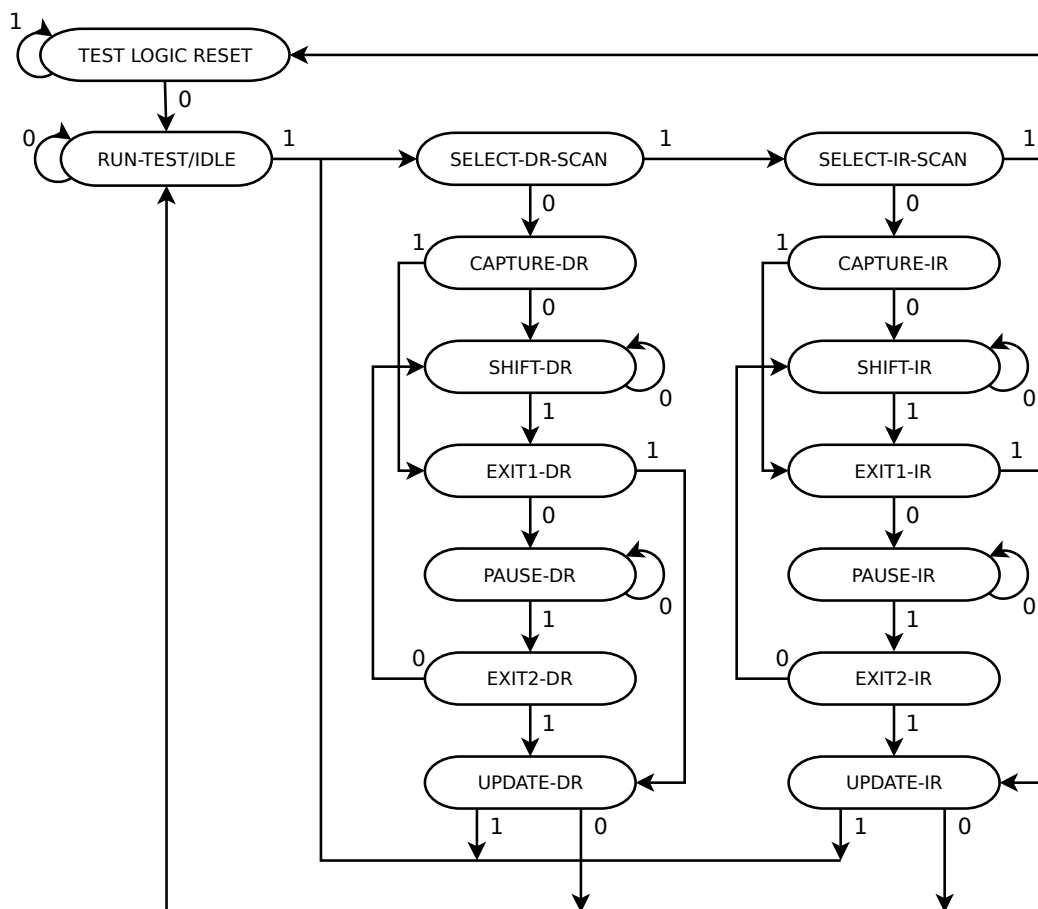 1
TEST LOGIC RESET
0
0
RUN-TEST/IDLE
1
SELECT-DR-SCAN
1
SELECT-IR-SCAN
1
0
0
1
CAPTURE-DR
1
CAPTURE-IR
0
0
SHIFT-DR
0
SHIFT-IR
0
1
1
EXIT1-DR
1
EXIT1-IR
1
0
0
PAUSE-DR
0
PAUSE-IR
0
1
1
0
EXIT2-DR
0
EXIT2-IR
1
1
UPDATE-DR
UPDATE-IR
1
0
1
0